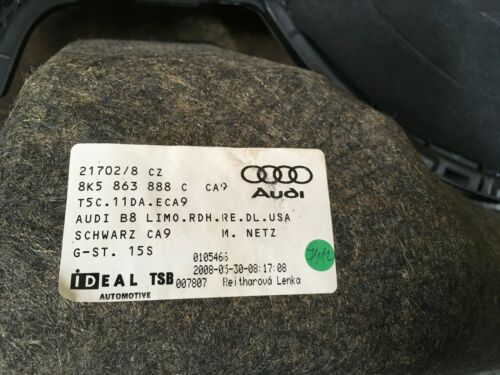 21702/8 CZ
8K5 863 888 C CA9
Audi
T5C.11DA.ECA9
AUDI B8 LIMO.RDH.RE.DL.USA
SCHWARZ CA9 M. NETZ
G-ST. 15S
0105466
2008-05-30-08:17:08
IDEAL TSB 007807 Reitharová Lenka
AUTOMOTIVE